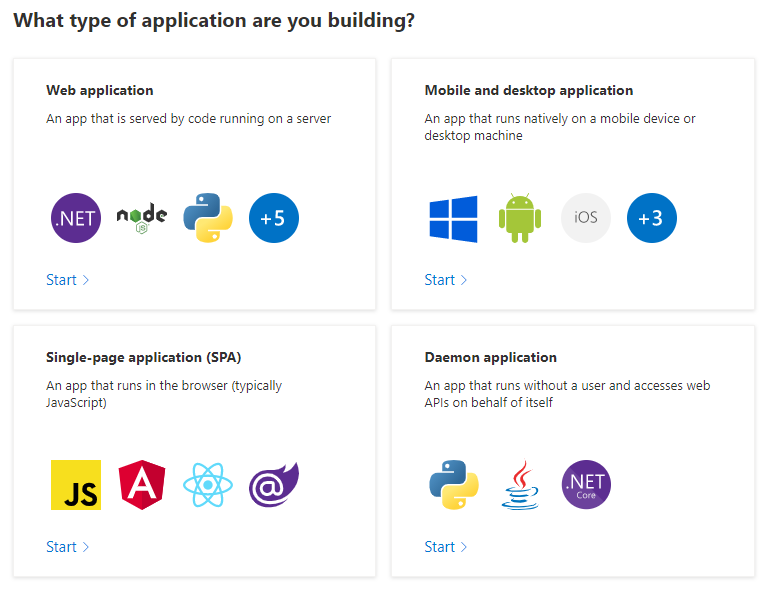 What type of application are you building?
Web application
An app that is served by code running on a server
.NET
node
JS
+5
Start
Mobile and desktop application
An app that runs natively on a mobile device or
desktop machine
iOS
+3
Start
Single-page application (SPA)
An app that runs in the browser (typically
JavaScript)
JS
A
@
Start
Daemon application
An app that runs without a user and accesses web
APIs on behalf of itself
.NET
Core
Start